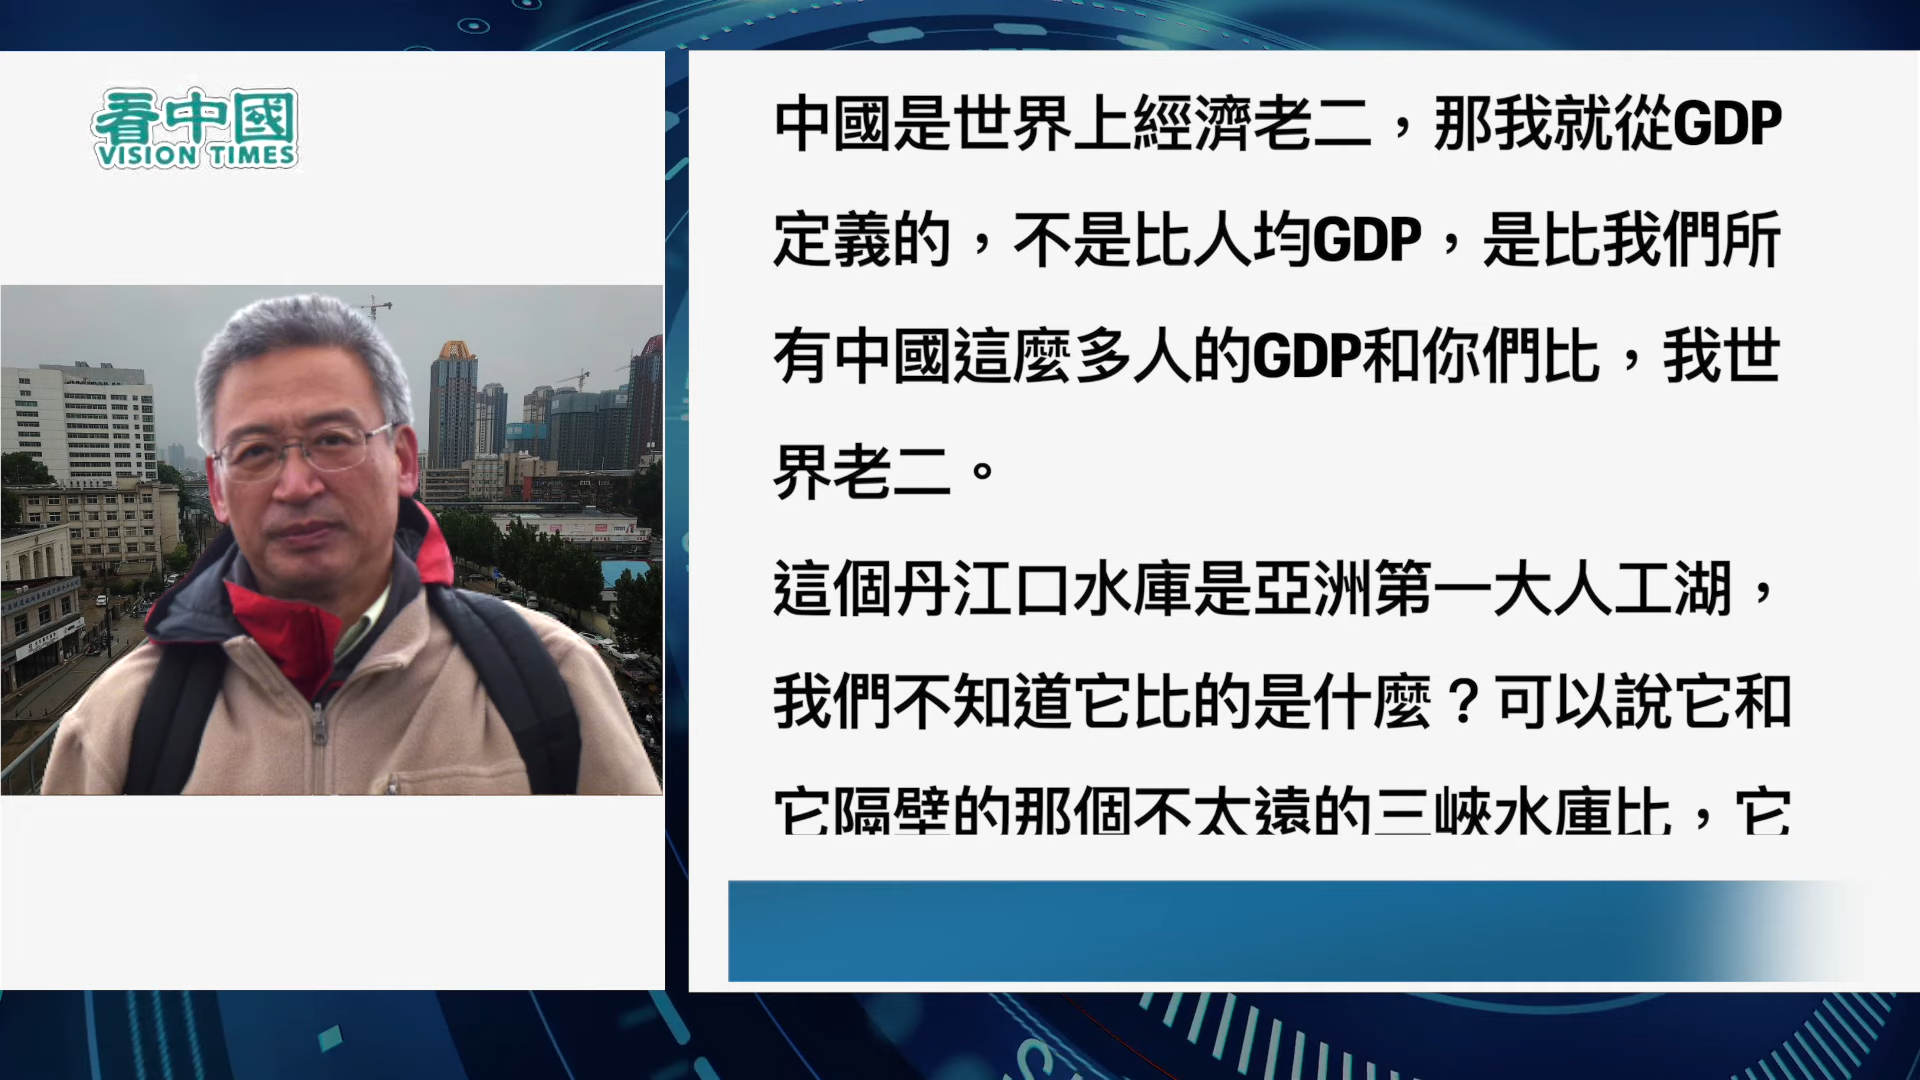 看中國
VISION TIMES
中國是世界上經濟老二，那我就從GDP
定義的，不是比人均GDP，是比我們所
有中國這麼多人的GDP和你們比，我世
界老二。
這個丹江口水庫是亞洲第一大人工湖，
我們不知道它比的是什麼？可以說它和
它隔壁的那個不太遠的三峽水庫比，它